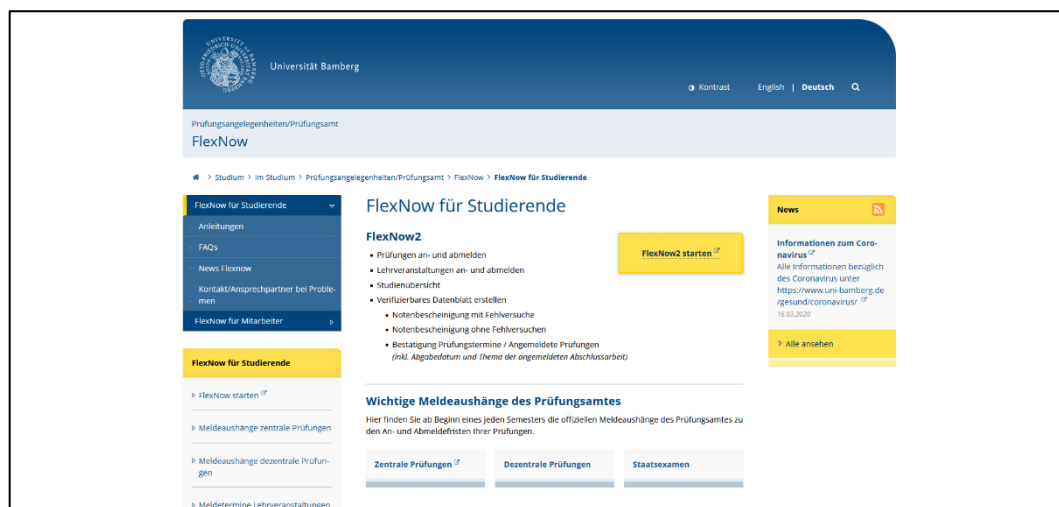 Universität Bamberg
Kontrast
English | Deutsch
Prüfungsangelegenheiten/Prüfungsamt
FlexNow
> Studium > Im Studium > Prüfungsangelegenheiten/Prüfungsamt > FlexNow > FlexNow für Studierende
FlexNow für Studierende
Anleitungen
FAQs
News Flexnow
Kontakt/Ansprechpartner bei Proble-
men
FlexNow für Mitarbeiter
FlexNow für Studierende
FlexNow starten
Meldeaushänge zentrale Prüfungen
Meldeaushänge dezentrale Prüfun-
gen
Meldetermine Lehrveranstaltungen
FlexNow für Studierende
FlexNow2
• Prüfungen an- und abmelden
• Lehrveranstaltungen an- und abmelden
• Studienübersicht
• Verifizierbares Datenblatt erstellen
• Notenbescheinigung mit Fehlversuche
• Notenbescheinigung ohne Fehlversuchen
• Bestätigung Prüfungstermine / Angemeldete Prüfungen
(inkl. Abgabedatum und Thema der angemeldeten Abschlussarbeit)
FlexNow2 starten
Wichtige Meldeaushänge des Prüfungsamtes
Hier finden Sie ab Beginn eines jeden Semesters die offiziellen Meldeaushänge des Prüfungsamtes zu
den An- und Abmeldefristen Ihrer Prüfungen.
Zentrale Prüfungen
Dezentrale Prüfungen
Staatsexamen
News
Informationen zum Coro-
navirus
Alle Informationen bezüglich
des Coronavirus unter
https://www.uni-bamberg.de
/gesund/coronavirus/
16.03.2020
Alle ansehen